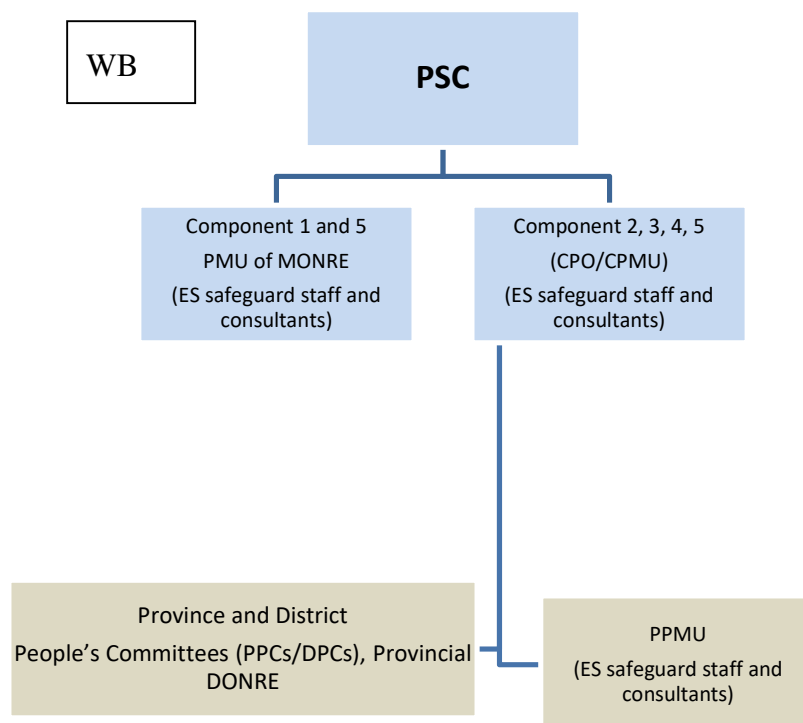 WB
PSC
Component 1 and 5
PMU of MONRE
(ES safeguard staff and
consultants)
Component 2, 3, 4, 5
(CPO/CPMU)
(ES safeguard staff and
consultants)
Province and District
People’s Committees (PPCs/DPCs), Provincial
DONRE
PPMU
(ES safeguard staff and
consultants)